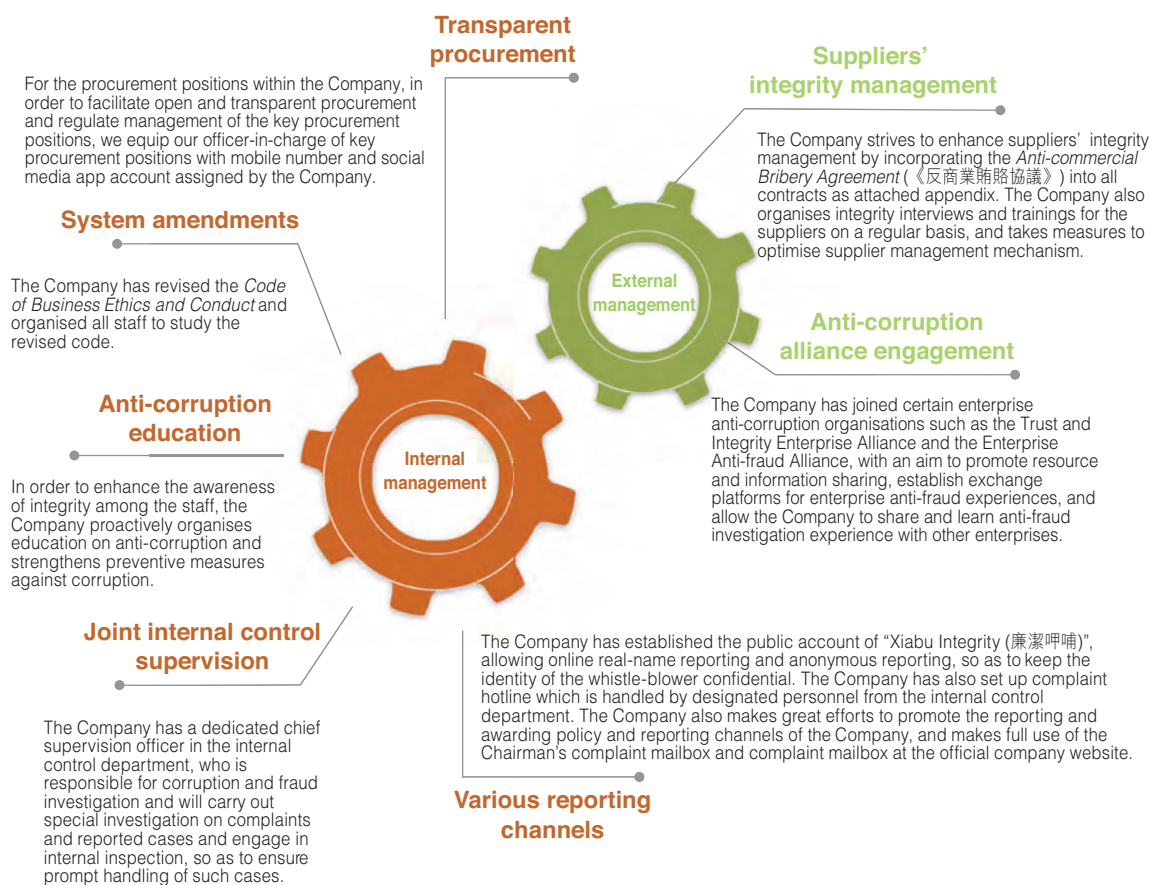 Transparent
procurement
For the procurement positions within the Company, in
order to facilitate open and transparent procurement
and regulate management of the key procurement
positions, we equip our officer-in-charge of key
procurement positions with mobile number and social
media app account assigned by the Company.
Suppliers'
integrity management
The Company strives to enhance suppliers' integrity
management by incorporating the Anti-commercial
Bribery Agreement (《反商業賄賂協議》) into all
contracts as attached appendix. The Company also
organises integrity interviews and trainings for the
suppliers on a regular basis, and takes measures to
optimise supplier management mechanism.
System amendments
The Company has revised the Code
of Business Ethics and Conduct and
organised all staff to study the
revised code.
External
management
Anti-corruption
alliance engagement
The Company has joined certain enterprise
anti-corruption organisations such as the Trust and
Integrity Enterprise Alliance and the Enterprise
Anti-fraud Alliance, with an aim to promote resource
and information sharing, establish exchange
platforms for enterprise anti-fraud experiences, and
allow the Company to share and learn anti-fraud
investigation experience with other enterprises.
Anti-corruption
education
In order to enhance the awareness
of integrity among the staff, the
Company proactively organises
education on anti-corruption and
strengthens preventive measures
against corruption.
Internal
management
Joint internal control
supervision
The Company has a dedicated chief
supervision officer in the internal
control department, who is
responsible for corruption and fraud
investigation and will carry out
special investigation on complaints
and reported cases and engage in
internal inspection, so as to ensure
prompt handling of such cases.
The Company has established the public account of “Xiabu Integrity (廉潔呷哺)”,
allowing online real-name reporting and anonymous reporting, so as to keep the
identity of the whistle-blower confidential. The Company has also set up complaint
hotline which is handled by designated personnel from the internal control
department. The Company also makes great efforts to promote the reporting and
awarding policy and reporting channels of the Company, and makes full use of the
Chairman's complaint mailbox and complaint mailbox at the official company website.
Various reporting
channels